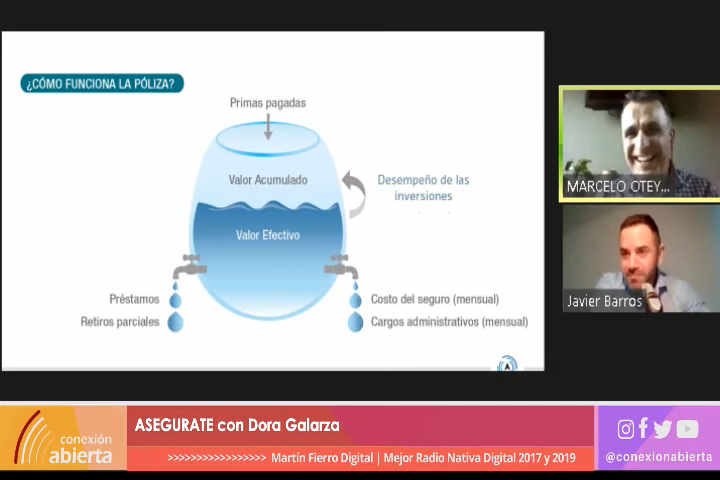 ¿CÓMO FUNCIONA LA PÓLIZA?
Primas pagadas
Valor Acumulado
Desempeño de las
inversiones
Valor Efectivo
Préstamos
Retiros parciales
Costo del seguro (mensual)
Cargos administrativos (mensual)
A
MARCELO OTEY...
Javier Barros
conexión
abierta
ASEGURATE con Dora Galarza
>>>>>>>>>>>>>>>>> Martín Fierro Digital | Mejor Radio Nativa Digital 2017 y 2019
@conexionabierta